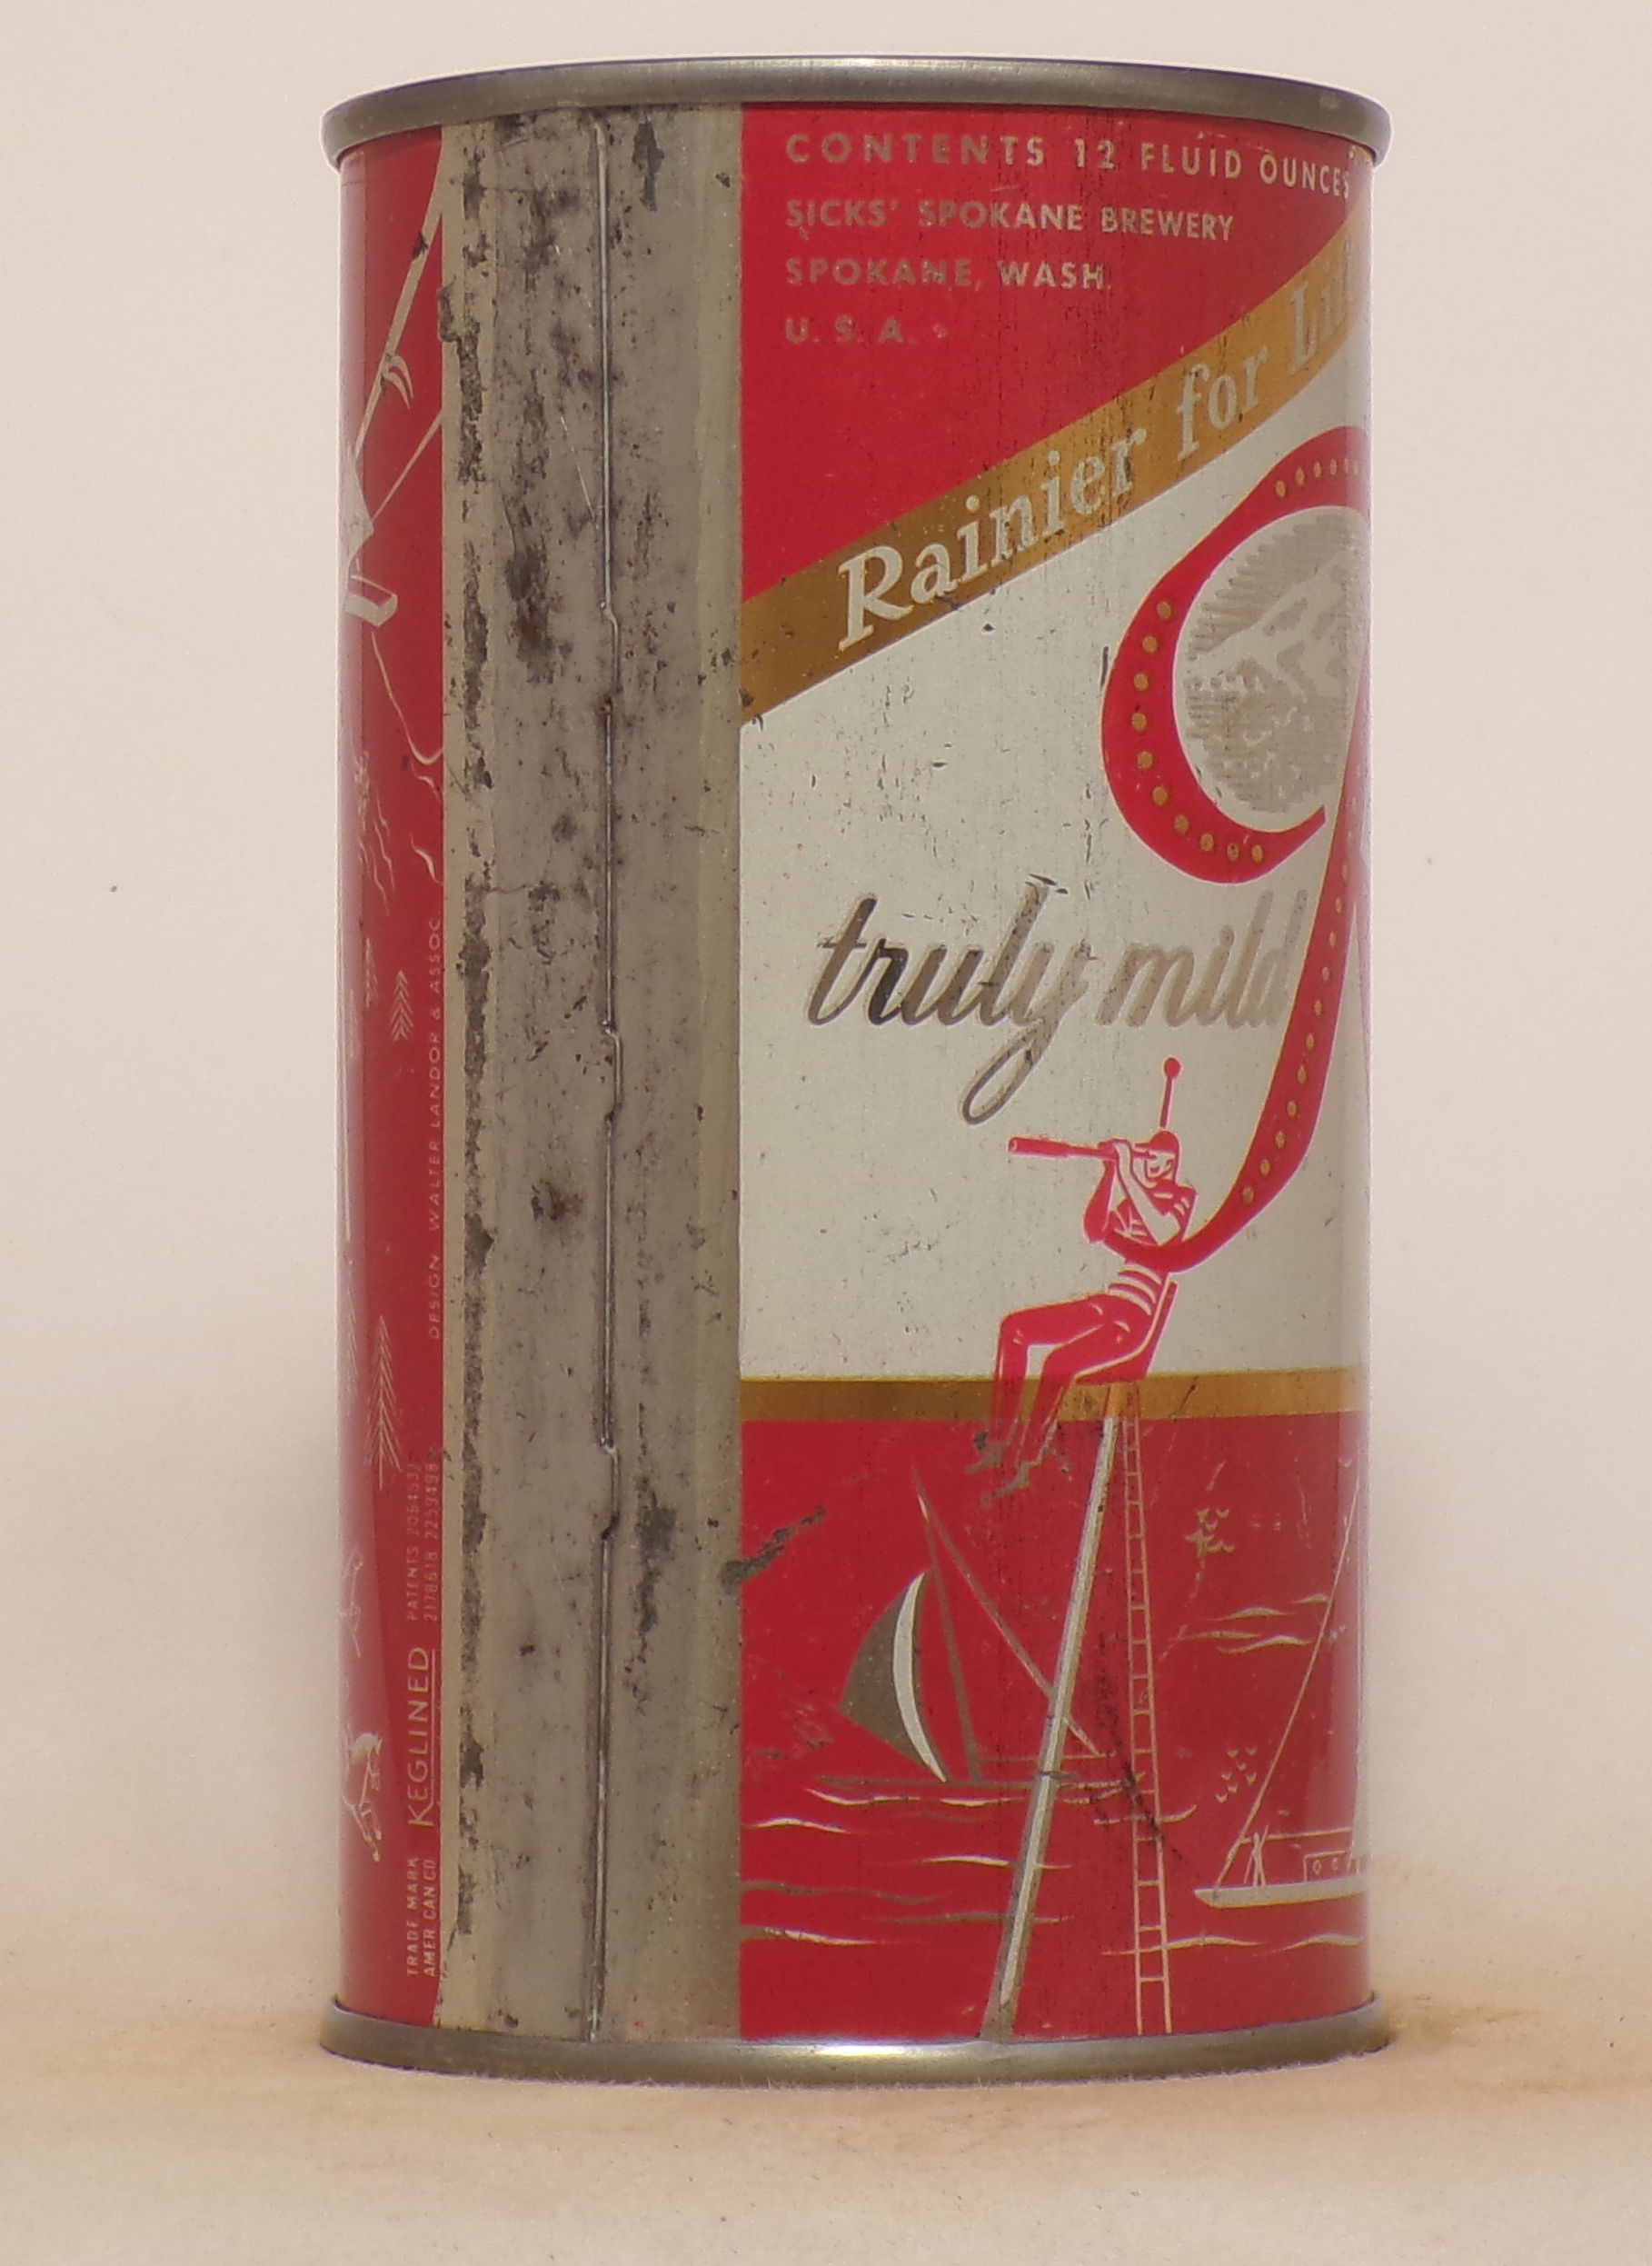 CONTENTS 12 FLUID OUNCES
SICKS' SPOKANE BREWERY
SPOKANE, WASH.
U. S. A.
Rainier for
truly mild
DESIGN WALTER LANDOR & ASSOC
KEGLINED
PATENTS
TRADE MARK
AMER CAN CO